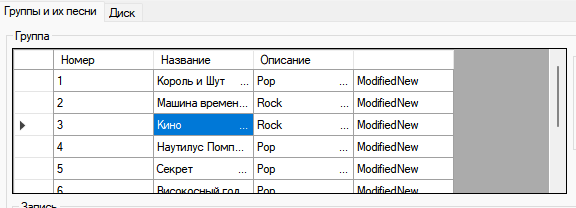 Группы и их песни Диск
Группа
Номер Название Описание
1 Король и Шут ... Pop ... ModifiedNew
2 Машина времен... Rock ... ModifiedNew
3 Кино ... Rock ... ModifiedNew
4 Наутилус Помп... Pop ... ModifiedNew
5 Секрет ... Pop ... ModifiedNew
6 Високосный год ... Pop ... ModifiedNew
Запись